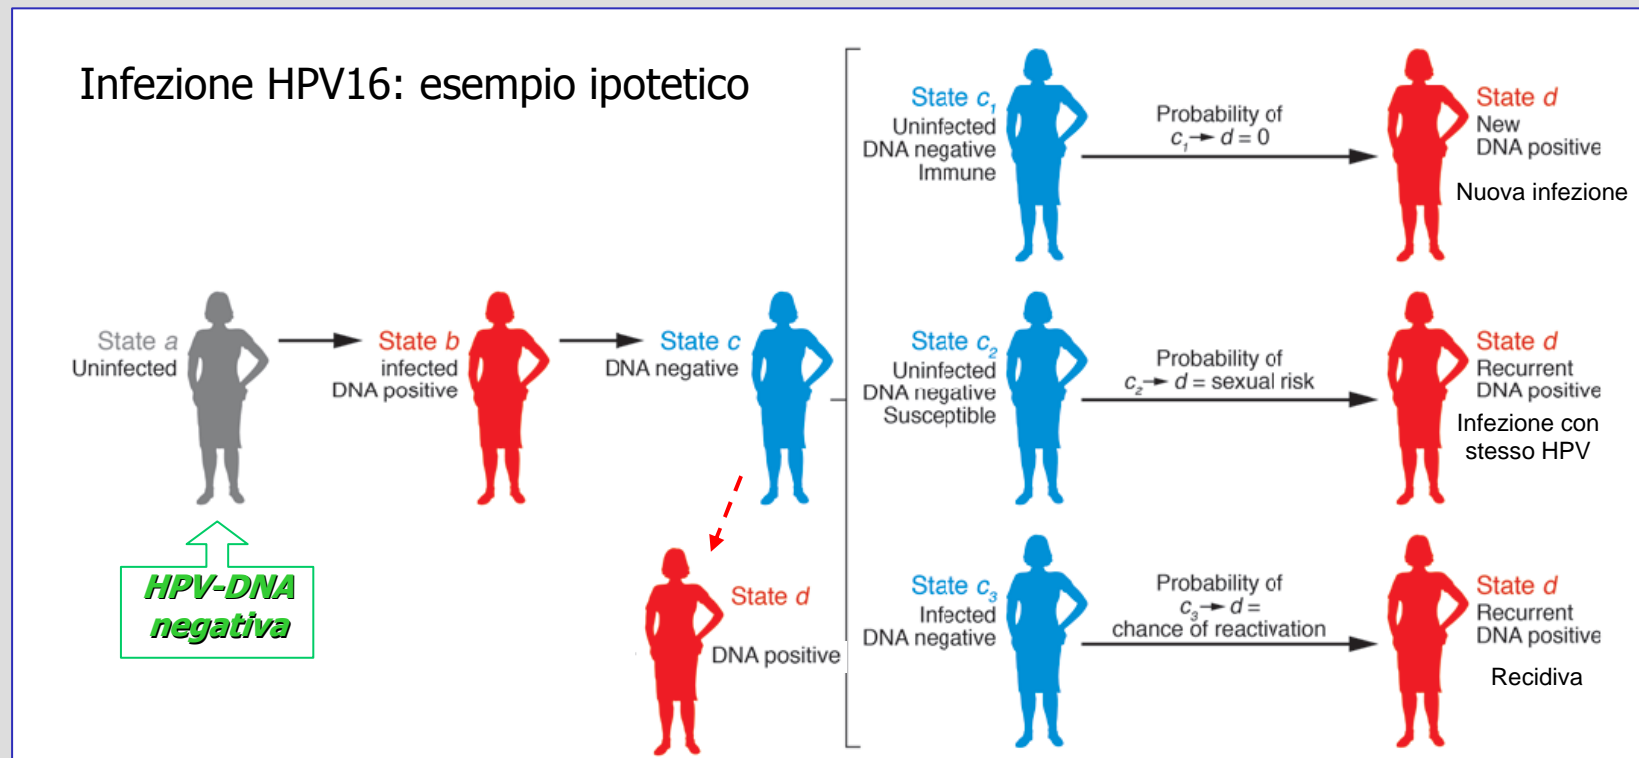 Infezione HPV16: esempio ipotetico
State a
Uninfected
State b
infected
DNA positive
State c
DNA negative
HPV-DNA
negativa
State d
DNA positive
State c1
Uninfected
DNA negative
Immune
Probability of
c1→ d = 0
State d
New
DNA positive
Nuova infezione
State c2
Uninfected
DNA negative
Susceptible
Probability of
c2→ d = sexual risk
State d
Recurrent
DNA positive
Infezione con
stesso HPV
State c3
Infected
DNA negative
Probability of
c3→ d =
chance of reactivation
State d
Recurrent
DNA positive
Recidiva